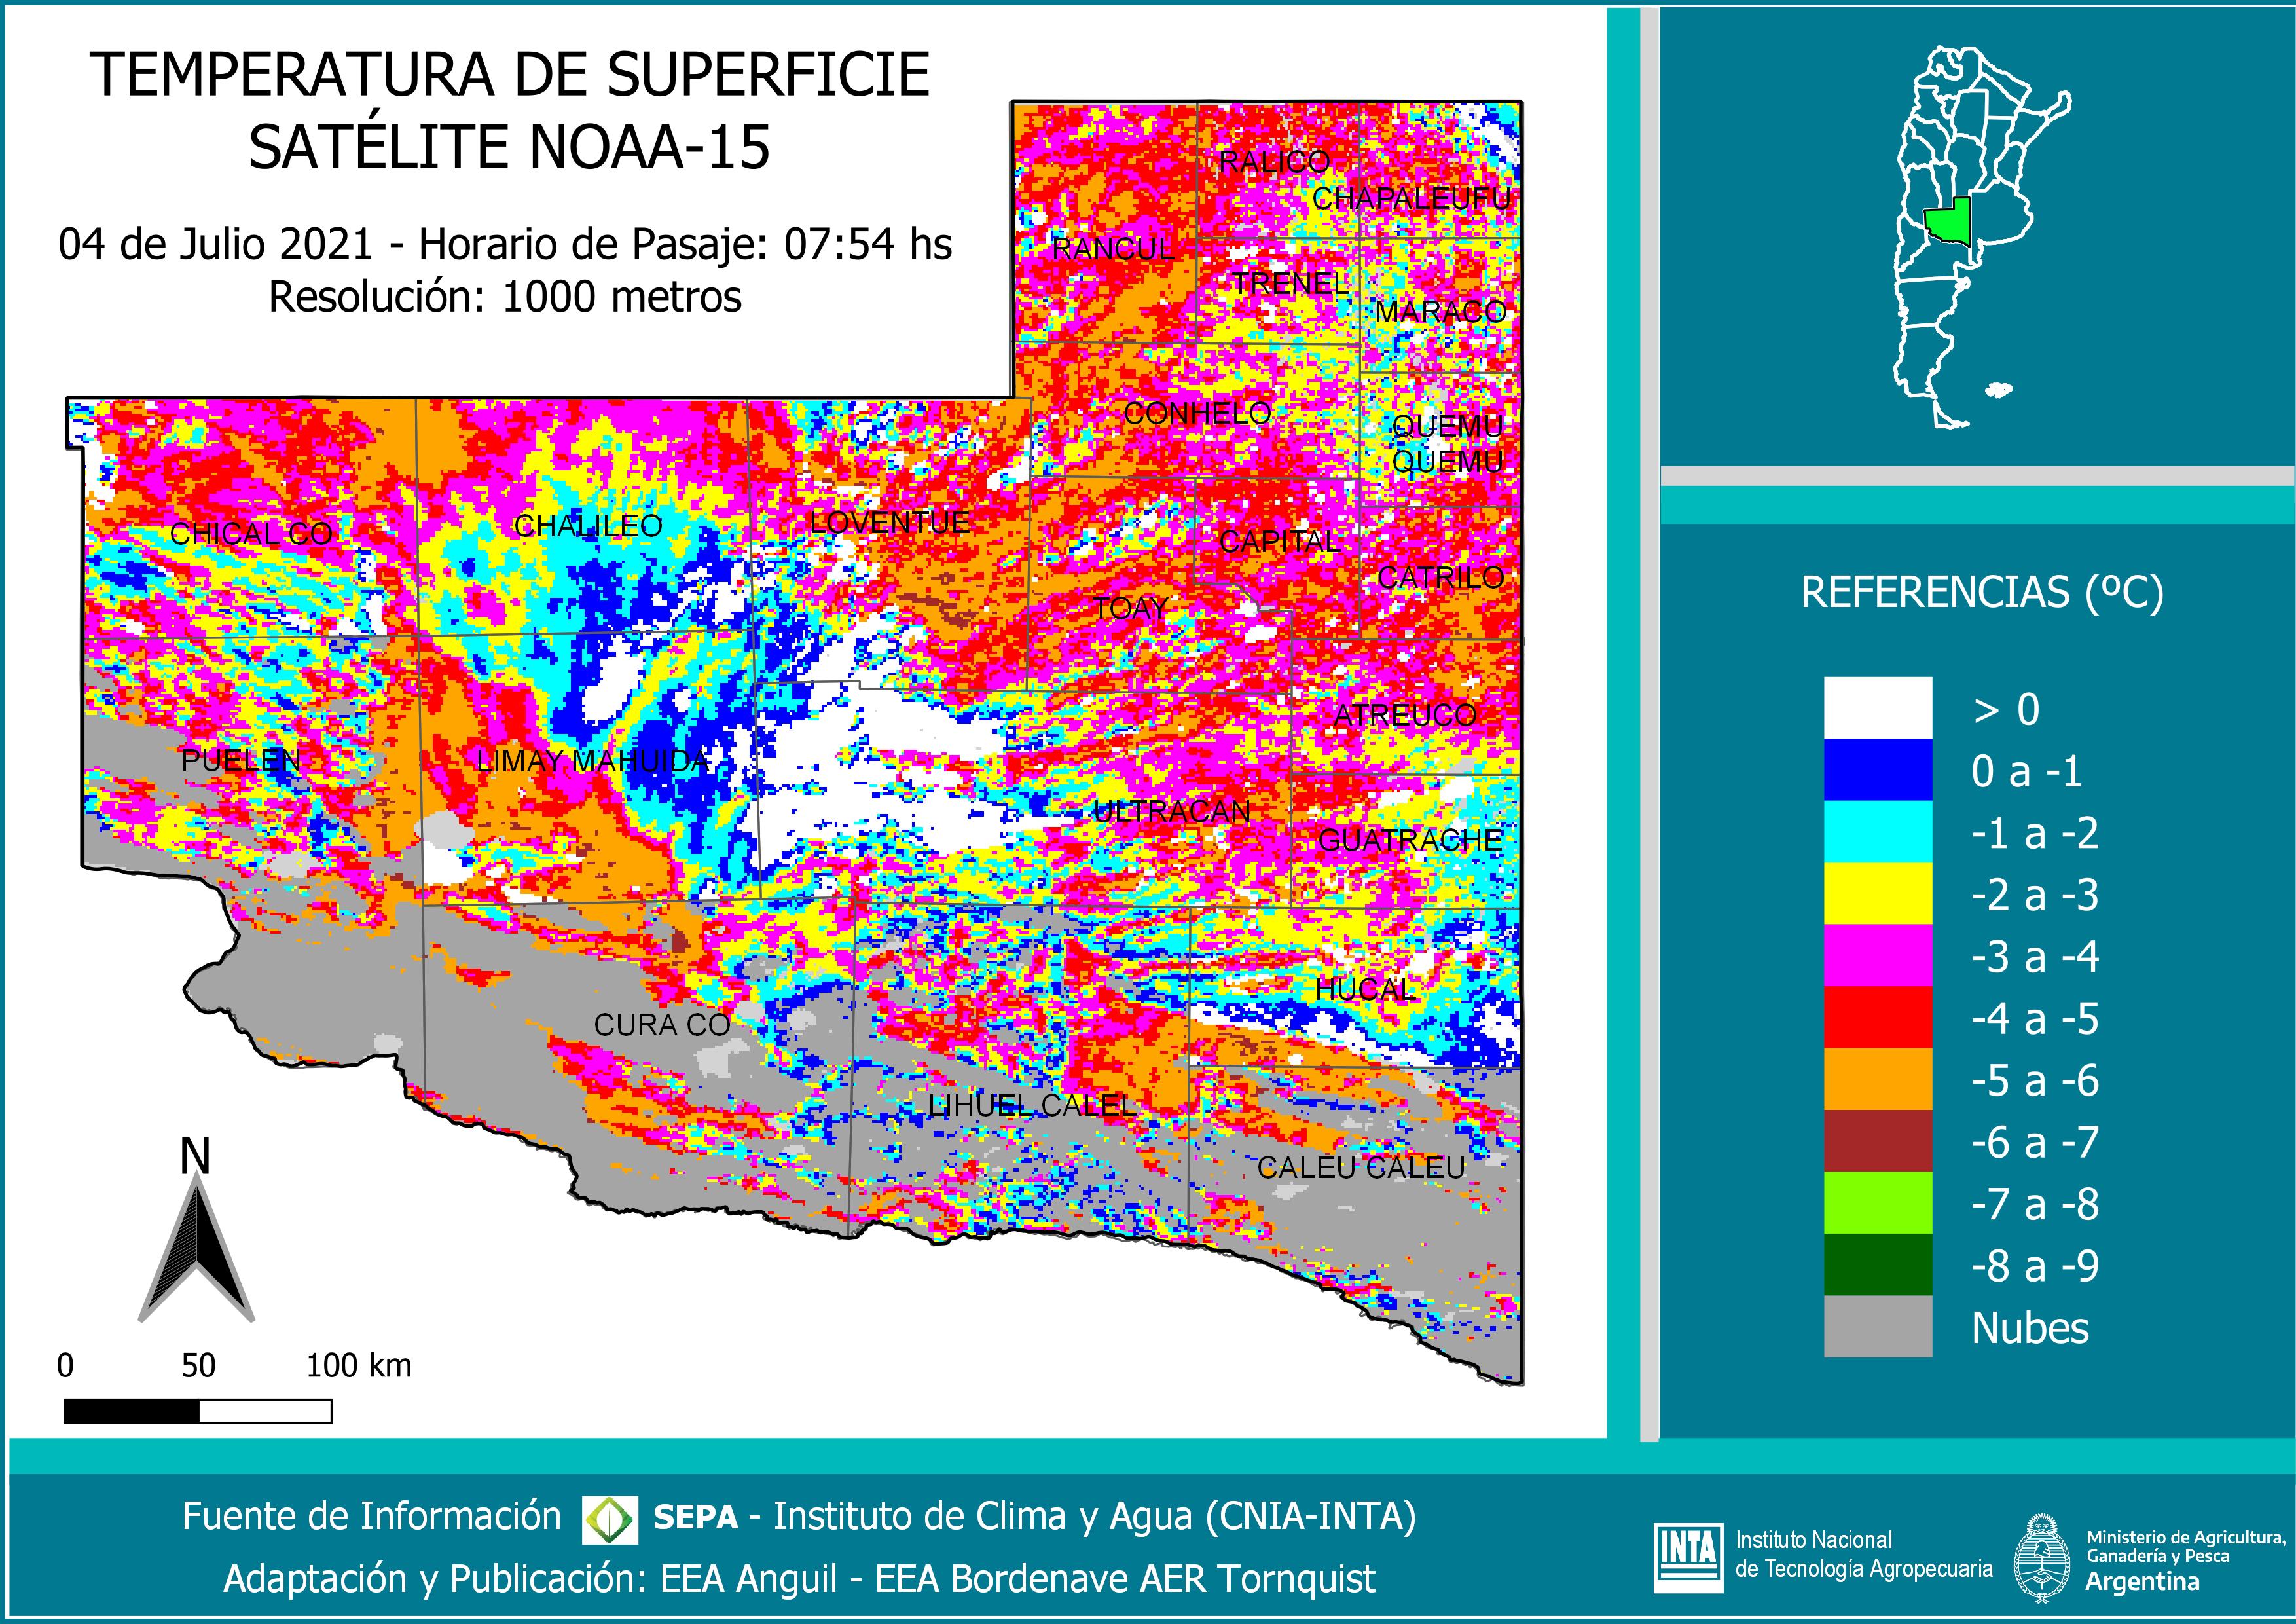 TEMPERATURA DE SUPERFICIE
SATÉLITE NOAA-15
04 de Julio 2021 - Horario de Pasaje: 07:54 hs
Resolución: 1000 metros
RALICO
CHAPALEUFU
RANCUL
TRENEL
MARACO
CONHELO
QUEMU
QUEMU
CHICAL CO
CHALILEO
LOVENTUE
CAPITAL
CATRILO
TOAY
ATREUCO
PUELEN
LIMAY MAHUIDA
ULTRACAN
GUATRACHE
HUCAL
CURA CO
LIHUEL CALEL
CALEU CALEU
N
0 50 100 km
REFERENCIAS (ºC)
> 0
0 a -1
-1 a -2
-2 a -3
-3 a -4
-4 a -5
-5 a -6
-6 a -7
-7 a -8
-8 a -9
Nubes
Fuente de Información SEPA - Instituto de Clima y Agua (CNIA-INTA)
Adaptación y Publicación: EEA Anguil - EEA Bordenave AER Tornquist
INTA
Instituto Nacional
de Tecnología Agropecuaria
Ministerio de Agricultura,
Ganadería y Pesca
Argentina